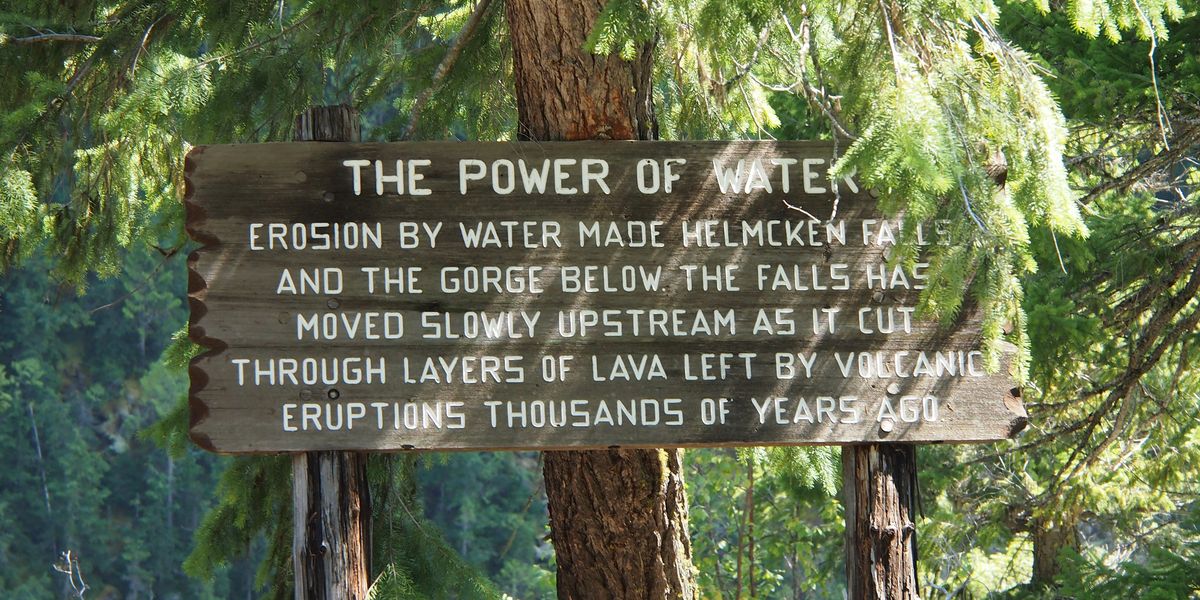 THE POWER OF WATER
EROSION BY WATER MADE HELMCKEN FALLS
AND THE GORGE BELOW. THE FALLS HAS
MOVED SLOWLY UPSTREAM AS IT CUT
THROUGH LAYERS OF LAVA LEFT BY VOLCANIC
ERUPTIONS THOUSANDS OF YEARS AGO